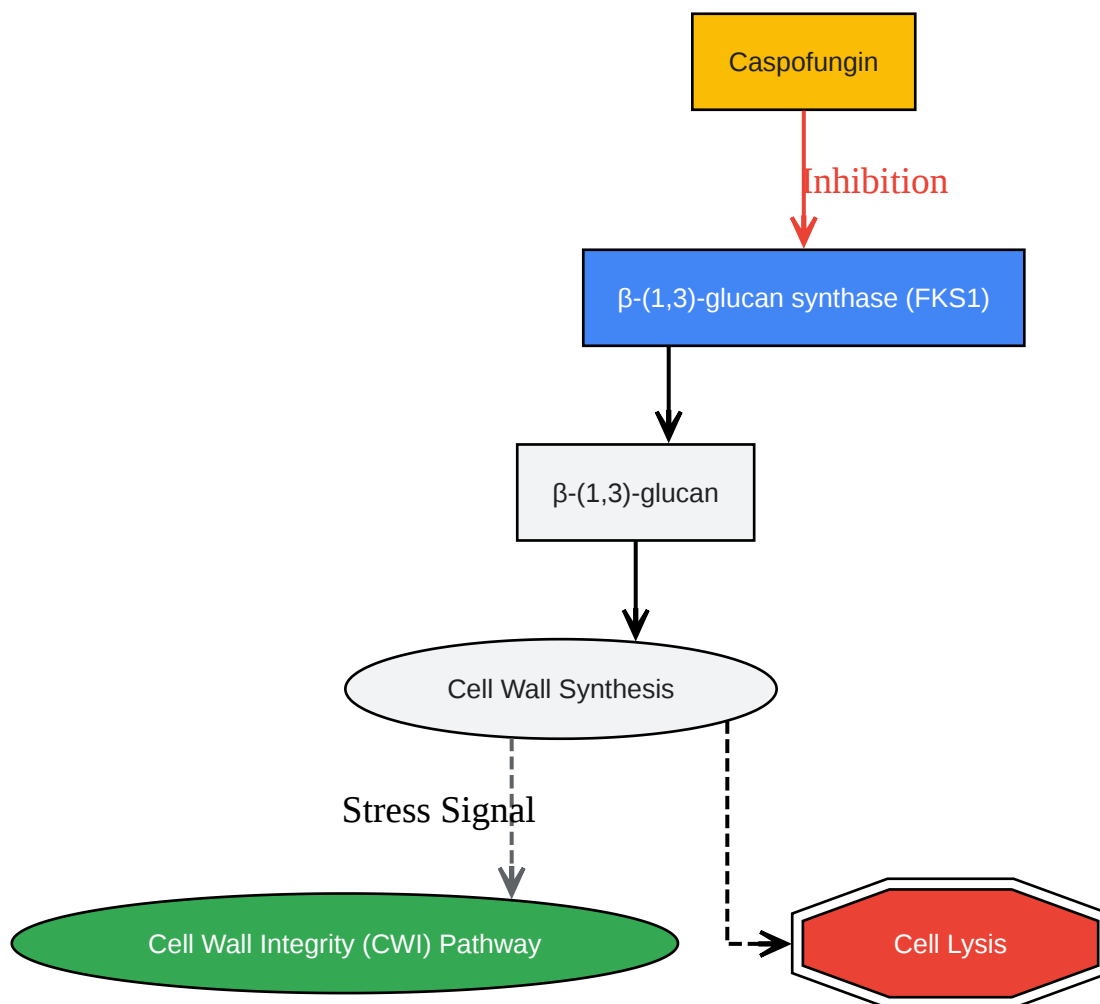 Caspofungin
Inhibition
β-(1,3)-glucan synthase (FKS1)
β-(1,3)-glucan
Cell Wall Synthesis
Stress Signal
Cell Wall Integrity (CWI) Pathway
Cell Lysis